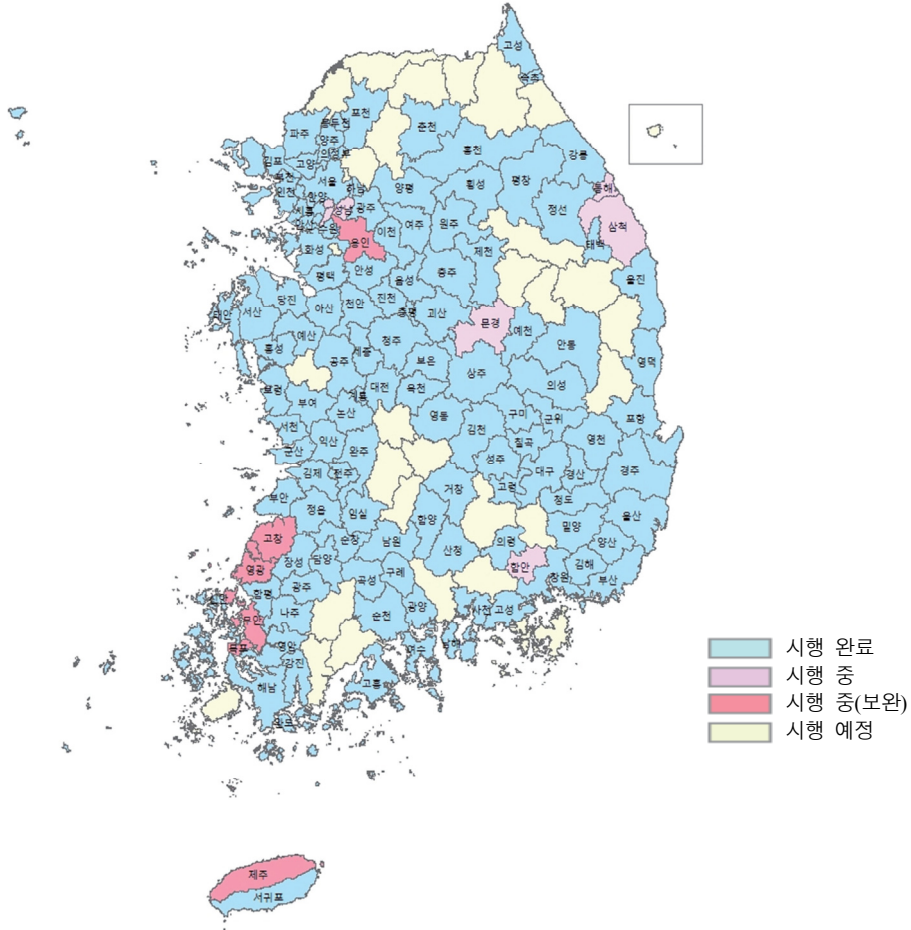 고성
속초
포천
춘천
동두천
파주
양주
홍천
강릉
의정부
고양
김포
서울
부천
인천
하남
양평
횡성
평창
동해
안양
시흥
성남
광주
여주
원주
정선
삼척
안산
수원
이천
용인
태백
화성
제천
안성
평택
음성
충주
울진
당진
아산
천안
진천
증평
괴산
서산
태안
문경
예천
예산
청주
안동
홍성
공주
세종
보은
상주
영덕
보령
계룡
대전
옥천
의성
부여
논산
영동
구미
군위
포항
서천
김천
익산
칠곡
영천
군산
완주
성주
대구
경산
경주
김제
전주
거창
고령
청도
부안
정읍
임실
함양
밀양
울산
고창
순창
남원
산청
의령
양산
장성
담양
영광
구례
함안
김해
곡성
창원
부산
함평
광주
신안
나주
순천
광양
사천
고성
무안
목포
영암
여수
남해
강진
해남
고흥
완도
시행 완료
시행 중
시행 중(보완)
시행 예정
제주
서귀포